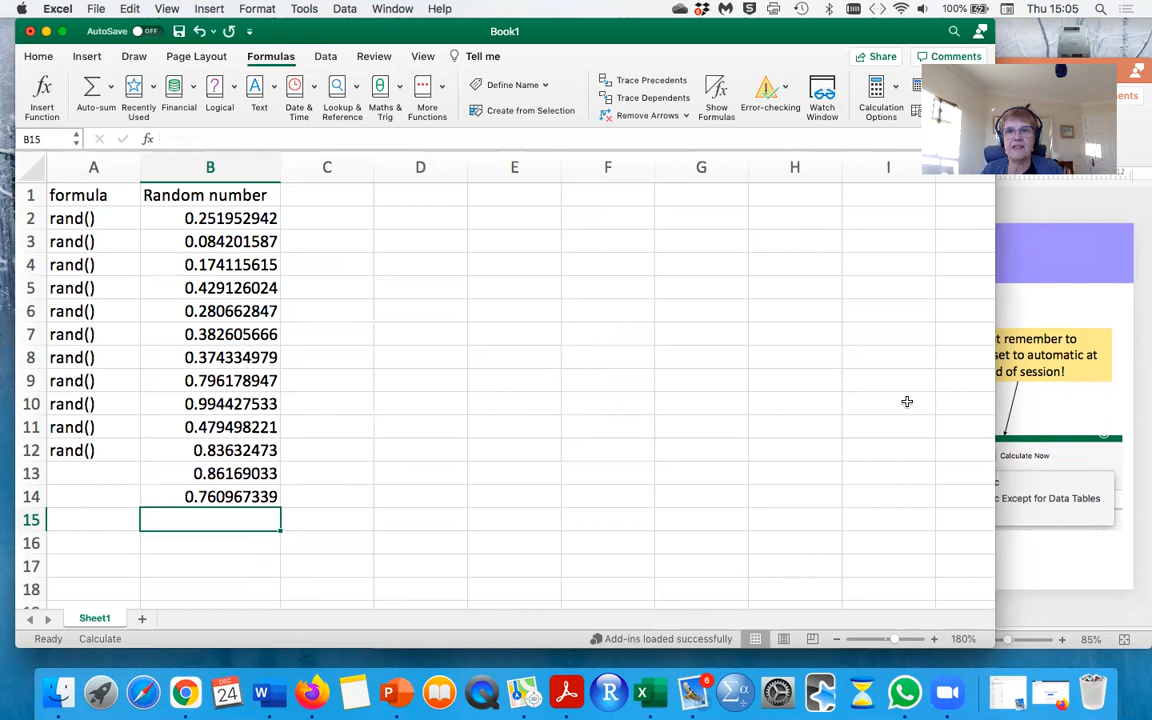 Excel File Edit View Insert Format Tools Data Window Help 100% Thu 15:05
AutoSave OFF Book1
Home Insert Draw Page Layout Formulas Data Review View Tell me Share Comments
Insert Function
Auto-sum
Recently Used
Financial
Logical
Text
Date & Time
Lookup & Reference
Maths & Trig
More Functions
Define Name
Create from Selection
Trace Precedents
Trace Dependents
Remove Arrows
Show Formulas
Error-checking
Watch Window
Calculation Options
B15 fx
A B C D E F G H I
1 formula Random number
2 rand() 0.251952942
3 rand() 0.084201587
4 rand() 0.174115615
5 rand() 0.429126024
6 rand() 0.280662847
7 rand() 0.382605666
8 rand() 0.374334979
9 rand() 0.796178947
10 rand() 0.994427533
11 rand() 0.479498221
12 rand() 0.83632473
13 0.86169033
14 0.760967339
15
16
17
18
Sheet1
Ready Calculate Add-ins loaded successfully 180%
ments
12
t remember to
set to automatic at
d of session!
Calculate Now
c
c Except for Data Tables
85%
DEC
24
6